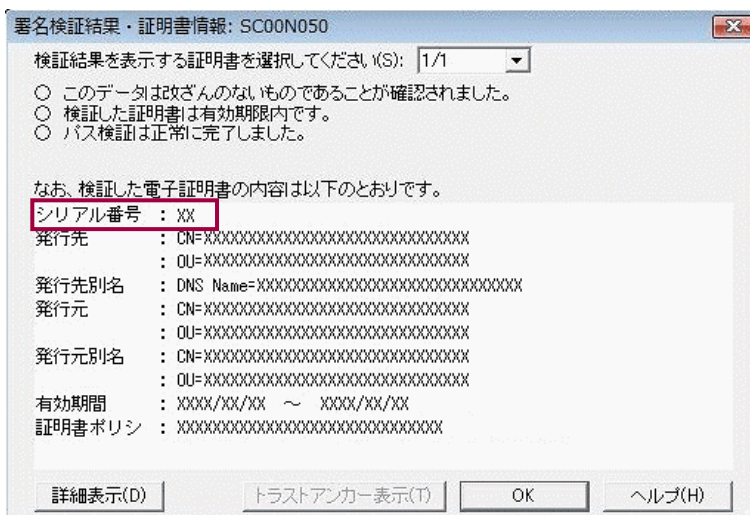 署名検証結果・証明書情報: SC00N050
検証結果を表示する証明書を選択してください(S): 1/1
○ このデータは改ざんのないものであることが確認されました。
○ 検証した証明書は有効期限内です。
○ パス検証は正常に完了しました。
なお、検証した電子証明書の内容は以下のとおりです。
シリアル番号 : XX
発行先 : CN=XXXXXXXXXXXXXXXXXXXXXXXXXXXXXX
: OU=XXXXXXXXXXXXXXXXXXXXXXXXXXXXXX
発行先別名 : DNS Name=XXXXXXXXXXXXXXXXXXXXXXXXXXXXXX
発行元 : CN=XXXXXXXXXXXXXXXXXXXXXXXXXXXXXX
: OU=XXXXXXXXXXXXXXXXXXXXXXXXXXXXXX
発行元別名 : CN=XXXXXXXXXXXXXXXXXXXXXXXXXXXXXX
: OU=XXXXXXXXXXXXXXXXXXXXXXXXXXXXXX
有効期間 : XXXX/XX/XX ～ XXXX/XX/XX
証明書ポリシ : XXXXXXXXXXXXXXXXXXXXXXXXXXXXXX
詳細表示(D) トラストアンカー表示(T) OK ヘルプ(H)